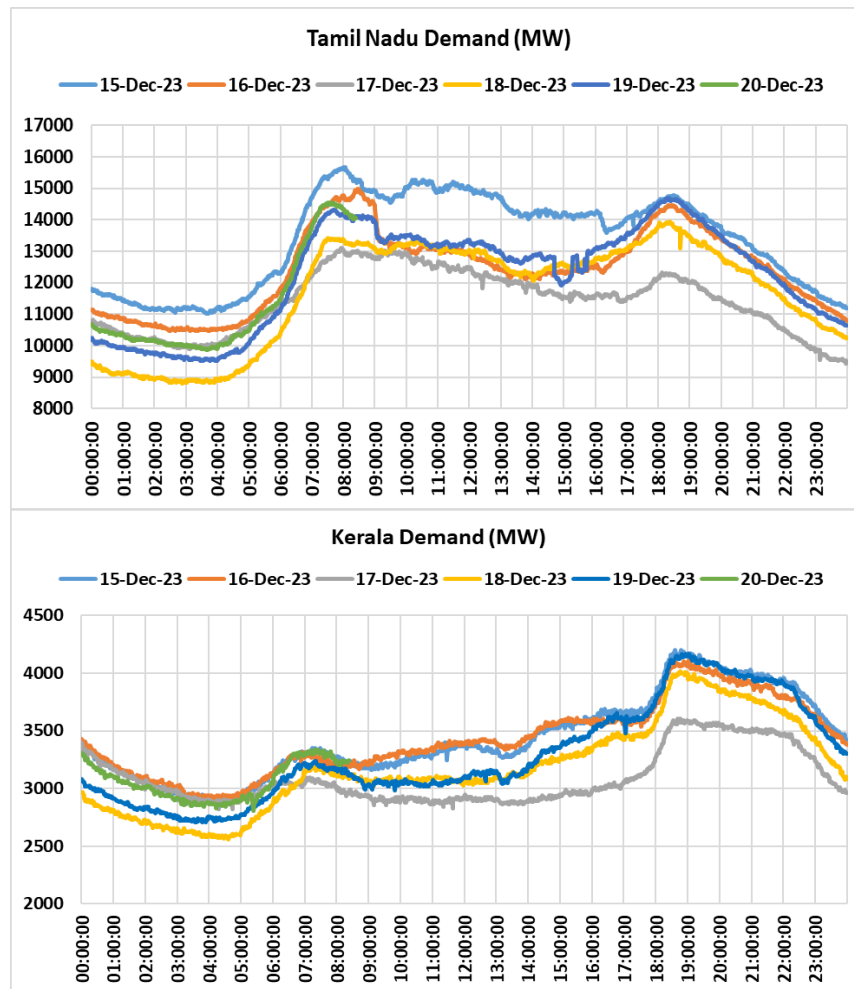 Tamil Nadu Demand (MW)
15-Dec-23 16-Dec-23 17-Dec-23 18-Dec-23 19-Dec-23 20-Dec-23
17000
16000
15000
14000
13000
12000
11000
10000
9000
8000
00:00:00 01:00:00 02:00:00 03:00:00 04:00:00 05:00:00 06:00:00 07:00:00 08:00:00 09:00:00 10:00:00 11:00:00 12:00:00 13:00:00 14:00:00 15:00:00 16:00:00 17:00:00 18:00:00 19:00:00 20:00:00 21:00:00 22:00:00 23:00:00
Kerala Demand (MW)
15-Dec-23 16-Dec-23 17-Dec-23 18-Dec-23 19-Dec-23 20-Dec-23
4500
4000
3500
3000
2500
2000
00:00:00 01:00:00 02:00:00 03:00:00 04:00:00 05:00:00 06:00:00 07:00:00 08:00:00 09:00:00 10:00:00 11:00:00 12:00:00 13:00:00 14:00:00 15:00:00 16:00:00 17:00:00 18:00:00 19:00:00 20:00:00 21:00:00 22:00:00 23:00:00